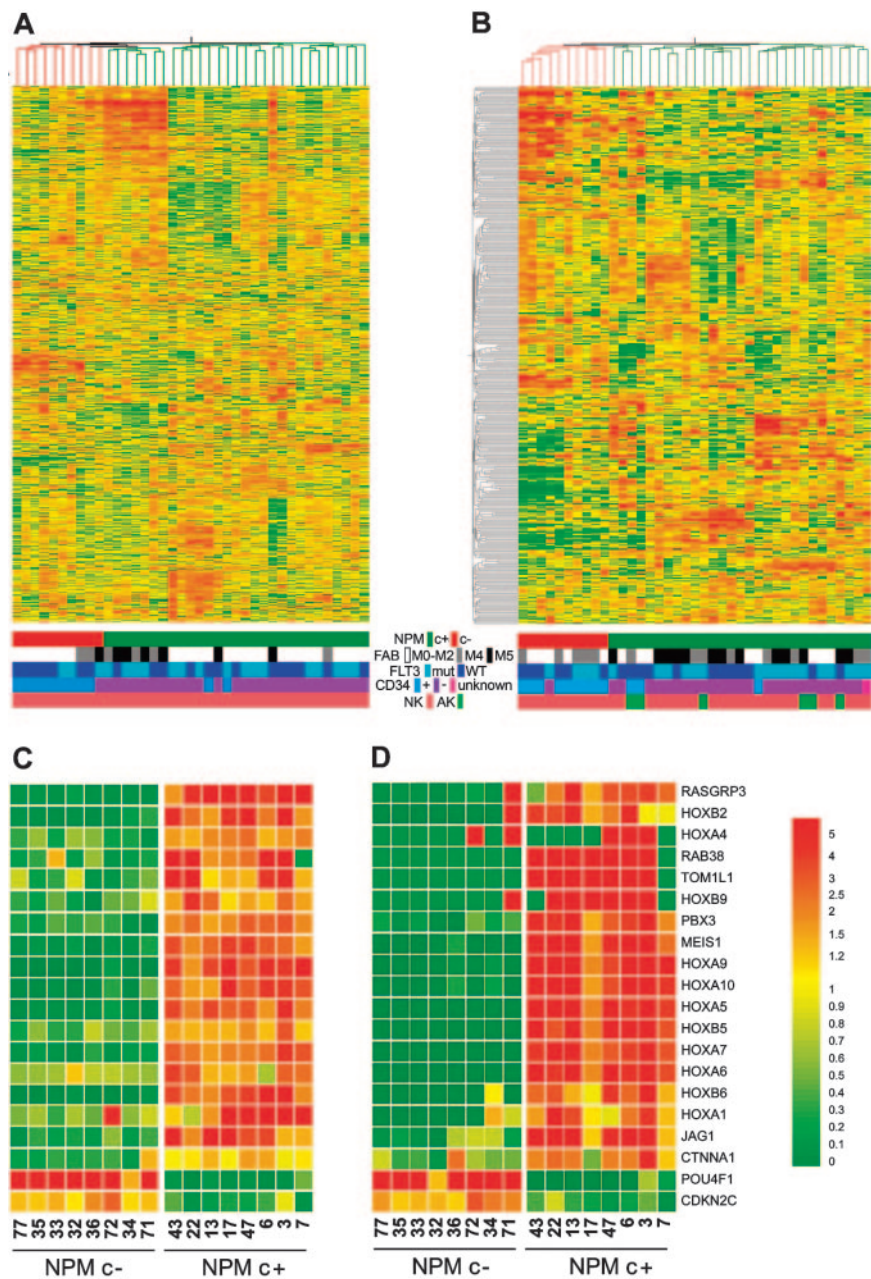 A
B
NPM c+ c-
FAB M0-M2 M4 M5
FLT3 mut WT
CD34 + - unknown
NK AK
C
D
RASGRP3
HOXB2
HOXA4
RAB38
TOM1L1
HOXB9
PBX3
MEIS1
HOXA9
HOXA10
HOXA5
HOXB5
HOXA7
HOXA6
HOXB6
HOXA1
JAG1
CTNNA1
POU4F1
CDKN2C
5
4
3
2.5
2
1.5
1.2
1
0.9
0.8
0.7
0.6
0.5
0.4
0.3
0.2
0.1
0
77 35 33 32 36 72 34 71 43 22 13 17 47 6 3 7
77 35 33 32 36 72 34 71 43 22 13 17 47 6 3 7
NPM c- NPM c+
NPM c- NPM c+